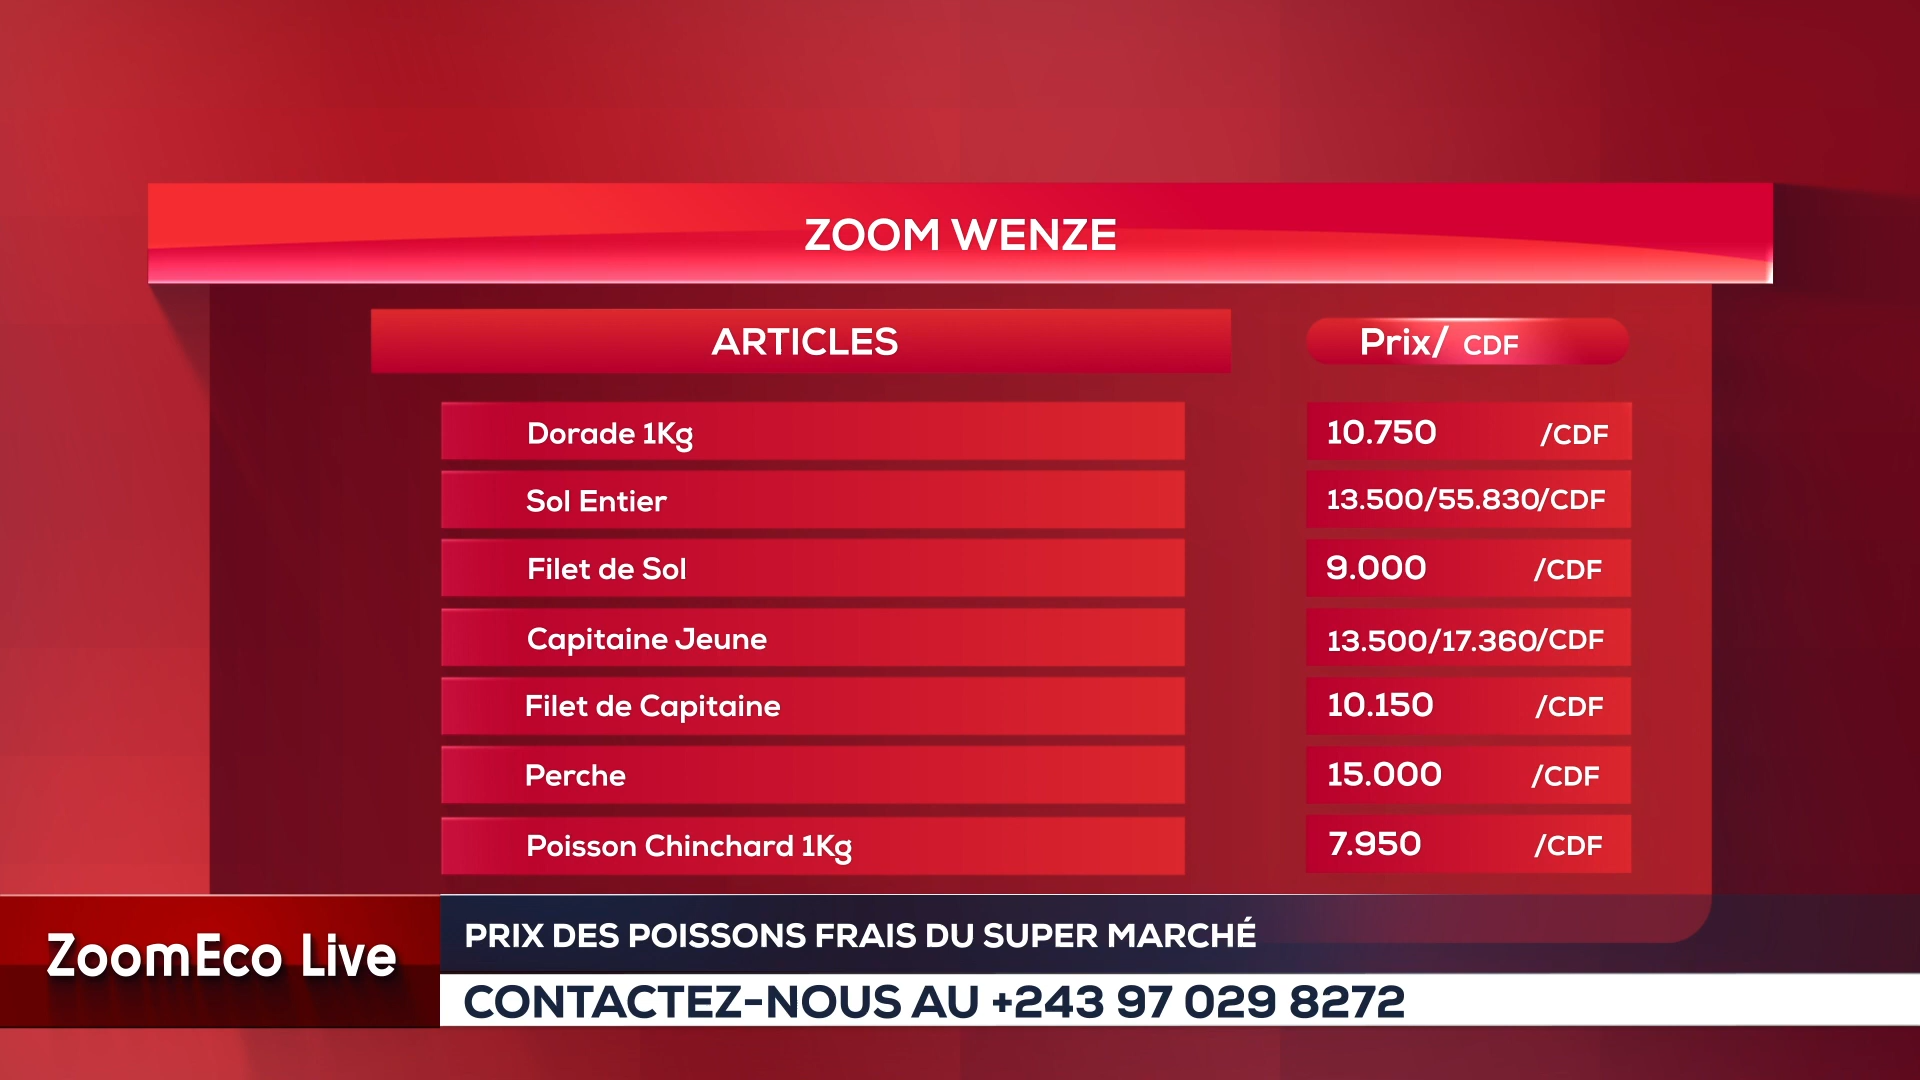 ZOOM WENZE
ARTICLES Prix/ CDF
Dorade 1Kg 10.750 /CDF
Sol Entier 13.500/55.830/CDF
Filet de Sol 9.000 /CDF
Capitaine Jeune 13.500/17.360/CDF
Filet de Capitaine 10.150 /CDF
Perche 15.000 /CDF
Poisson Chinchard 1Kg 7.950 /CDF
ZoomEco Live
PRIX DES POISSONS FRAIS DU SUPER MARCHÉ
CONTACTEZ-NOUS AU +243 97 029 8272